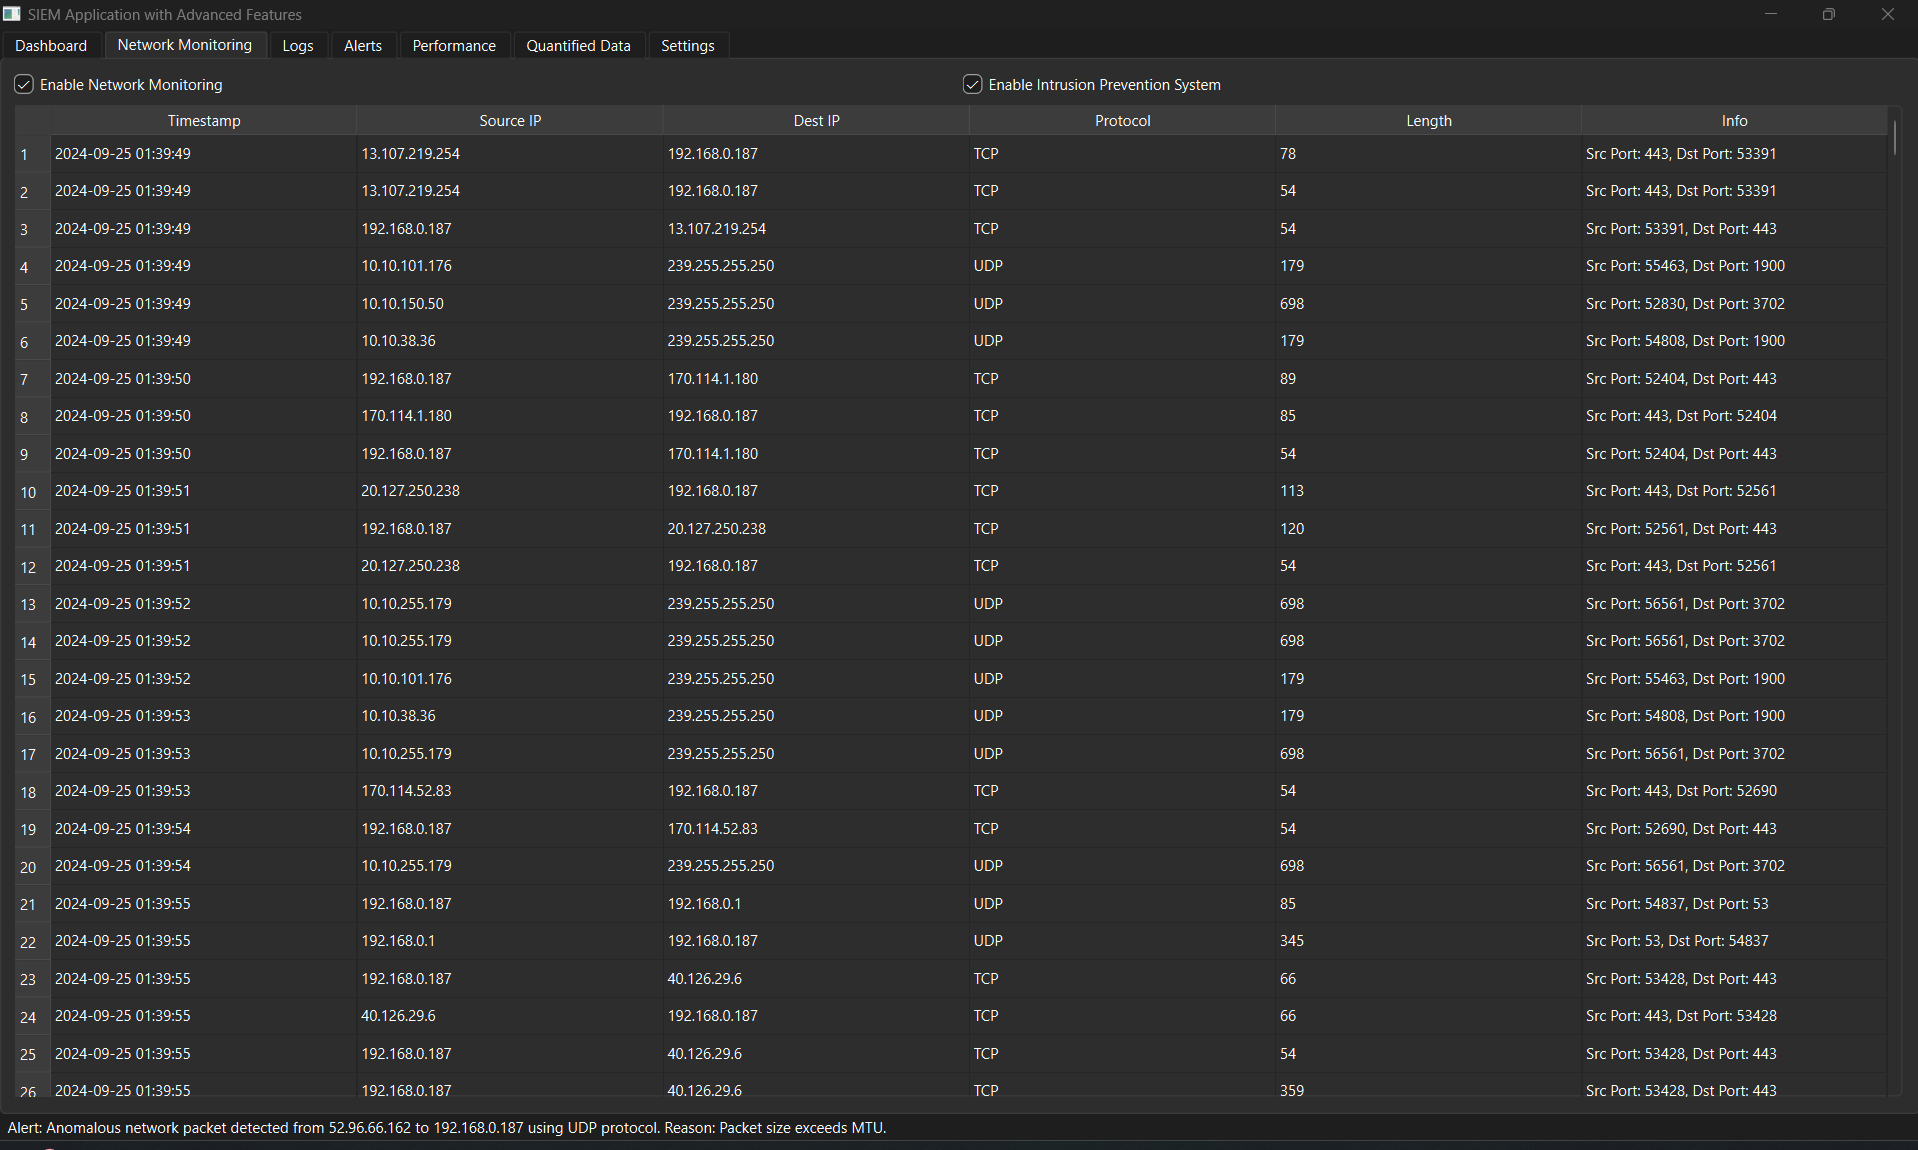 SIEM Application with Advanced Features
Dashboard Network Monitoring Logs Alerts Performance Quantified Data Settings
Enable Network Monitoring Enable Intrusion Prevention System
Timestamp Source IP Dest IP Protocol Length Info
1 2024-09-25 01:39:49 13.107.219.254 192.168.0.187 TCP 78 Src Port: 443, Dst Port: 53391
2 2024-09-25 01:39:49 13.107.219.254 192.168.0.187 TCP 54 Src Port: 443, Dst Port: 53391
3 2024-09-25 01:39:49 192.168.0.187 13.107.219.254 TCP 54 Src Port: 53391, Dst Port: 443
4 2024-09-25 01:39:49 10.10.101.176 239.255.255.250 UDP 179 Src Port: 55463, Dst Port: 1900
5 2024-09-25 01:39:49 10.10.150.50 239.255.255.250 UDP 698 Src Port: 52830, Dst Port: 3702
6 2024-09-25 01:39:49 10.10.38.36 239.255.255.250 UDP 179 Src Port: 54808, Dst Port: 1900
7 2024-09-25 01:39:50 192.168.0.187 170.114.1.180 TCP 89 Src Port: 52404, Dst Port: 443
8 2024-09-25 01:39:50 170.114.1.180 192.168.0.187 TCP 85 Src Port: 443, Dst Port: 52404
9 2024-09-25 01:39:50 192.168.0.187 170.114.1.180 TCP 54 Src Port: 52404, Dst Port: 443
10 2024-09-25 01:39:51 20.127.250.238 192.168.0.187 TCP 113 Src Port: 443, Dst Port: 52561
11 2024-09-25 01:39:51 192.168.0.187 20.127.250.238 TCP 120 Src Port: 52561, Dst Port: 443
12 2024-09-25 01:39:51 20.127.250.238 192.168.0.187 TCP 54 Src Port: 443, Dst Port: 52561
13 2024-09-25 01:39:52 10.10.255.179 239.255.255.250 UDP 698 Src Port: 56561, Dst Port: 3702
14 2024-09-25 01:39:52 10.10.255.179 239.255.255.250 UDP 698 Src Port: 56561, Dst Port: 3702
15 2024-09-25 01:39:52 10.10.101.176 239.255.255.250 UDP 179 Src Port: 55463, Dst Port: 1900
16 2024-09-25 01:39:53 10.10.38.36 239.255.255.250 UDP 179 Src Port: 54808, Dst Port: 1900
17 2024-09-25 01:39:53 10.10.255.179 239.255.255.250 UDP 698 Src Port: 56561, Dst Port: 3702
18 2024-09-25 01:39:53 170.114.52.83 192.168.0.187 TCP 54 Src Port: 443, Dst Port: 52690
19 2024-09-25 01:39:54 192.168.0.187 170.114.52.83 TCP 54 Src Port: 52690, Dst Port: 443
20 2024-09-25 01:39:54 10.10.255.179 239.255.255.250 UDP 698 Src Port: 56561, Dst Port: 3702
21 2024-09-25 01:39:55 192.168.0.187 192.168.0.1 UDP 85 Src Port: 54837, Dst Port: 53
22 2024-09-25 01:39:55 192.168.0.1 192.168.0.187 UDP 345 Src Port: 53, Dst Port: 54837
23 2024-09-25 01:39:55 192.168.0.187 40.126.29.6 TCP 66 Src Port: 53428, Dst Port: 443
24 2024-09-25 01:39:55 40.126.29.6 192.168.0.187 TCP 66 Src Port: 443, Dst Port: 53428
25 2024-09-25 01:39:55 192.168.0.187 40.126.29.6 TCP 54 Src Port: 53428, Dst Port: 443
26 2024-09-25 01:39:55 192.168.0.187 40.126.29.6 TCP 359 Src Port: 53428, Dst Port: 443
Alert: Anomalous network packet detected from 52.96.66.162 to 192.168.0.187 using UDP protocol. Reason: Packet size exceeds MTU.